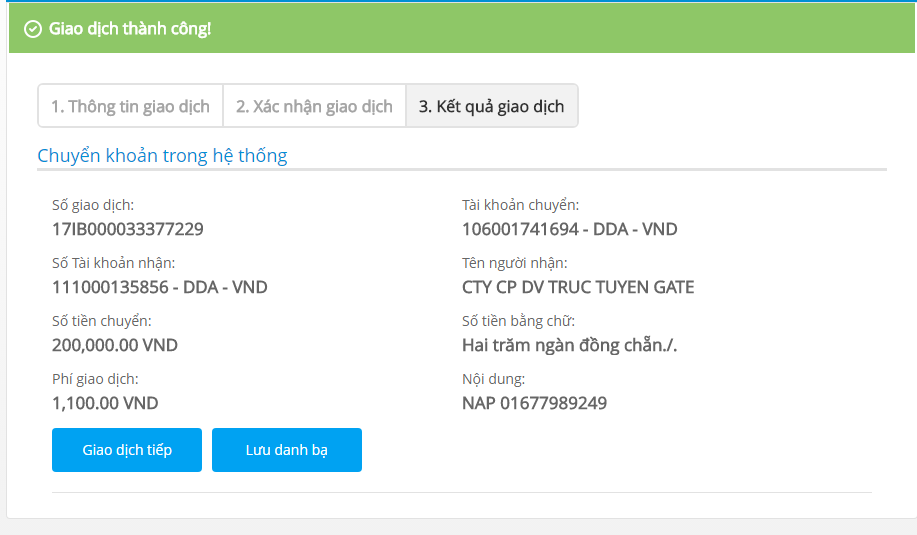 Giao dịch thành công!
1. Thông tin giao dịch
2. Xác nhận giao dịch
3. Kết quả giao dịch
Chuyển khoản trong hệ thống
Số giao dịch:
17IB000033377229
Tài khoản chuyển:
106001741694 - DDA - VND
Số Tài khoản nhận:
111000135856 - DDA - VND
Tên người nhận:
CTY CP DV TRUC TUYEN GATE
Số tiền chuyển:
200,000.00 VND
Số tiền bằng chữ:
Hai trăm ngàn đồng chẵn./.
Phí giao dịch:
1,100.00 VND
Nội dung:
NAP 01677989249
Giao dịch tiếp
Lưu danh bạ